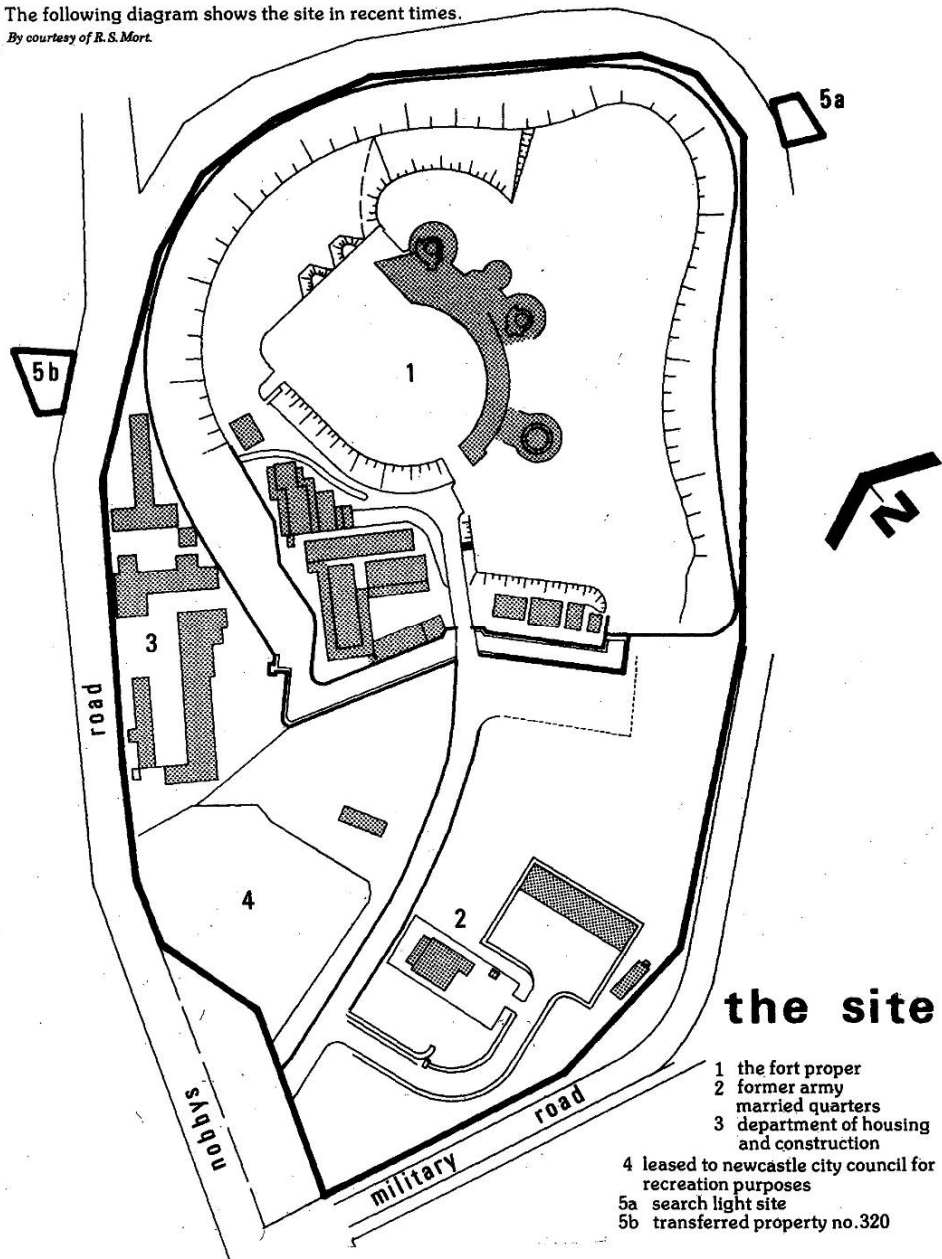 The following diagram shows the site in recent times.
By courtesy of R.S.Mort.
5a
1
5b
N
3
road
4
2
the site
nobbys
military road
1 the fort proper
2 former army
married quarters
3 department of housing
and construction
4 leased to newcastle city council for
recreation purposes
5a search light site
5b transferred property no.320